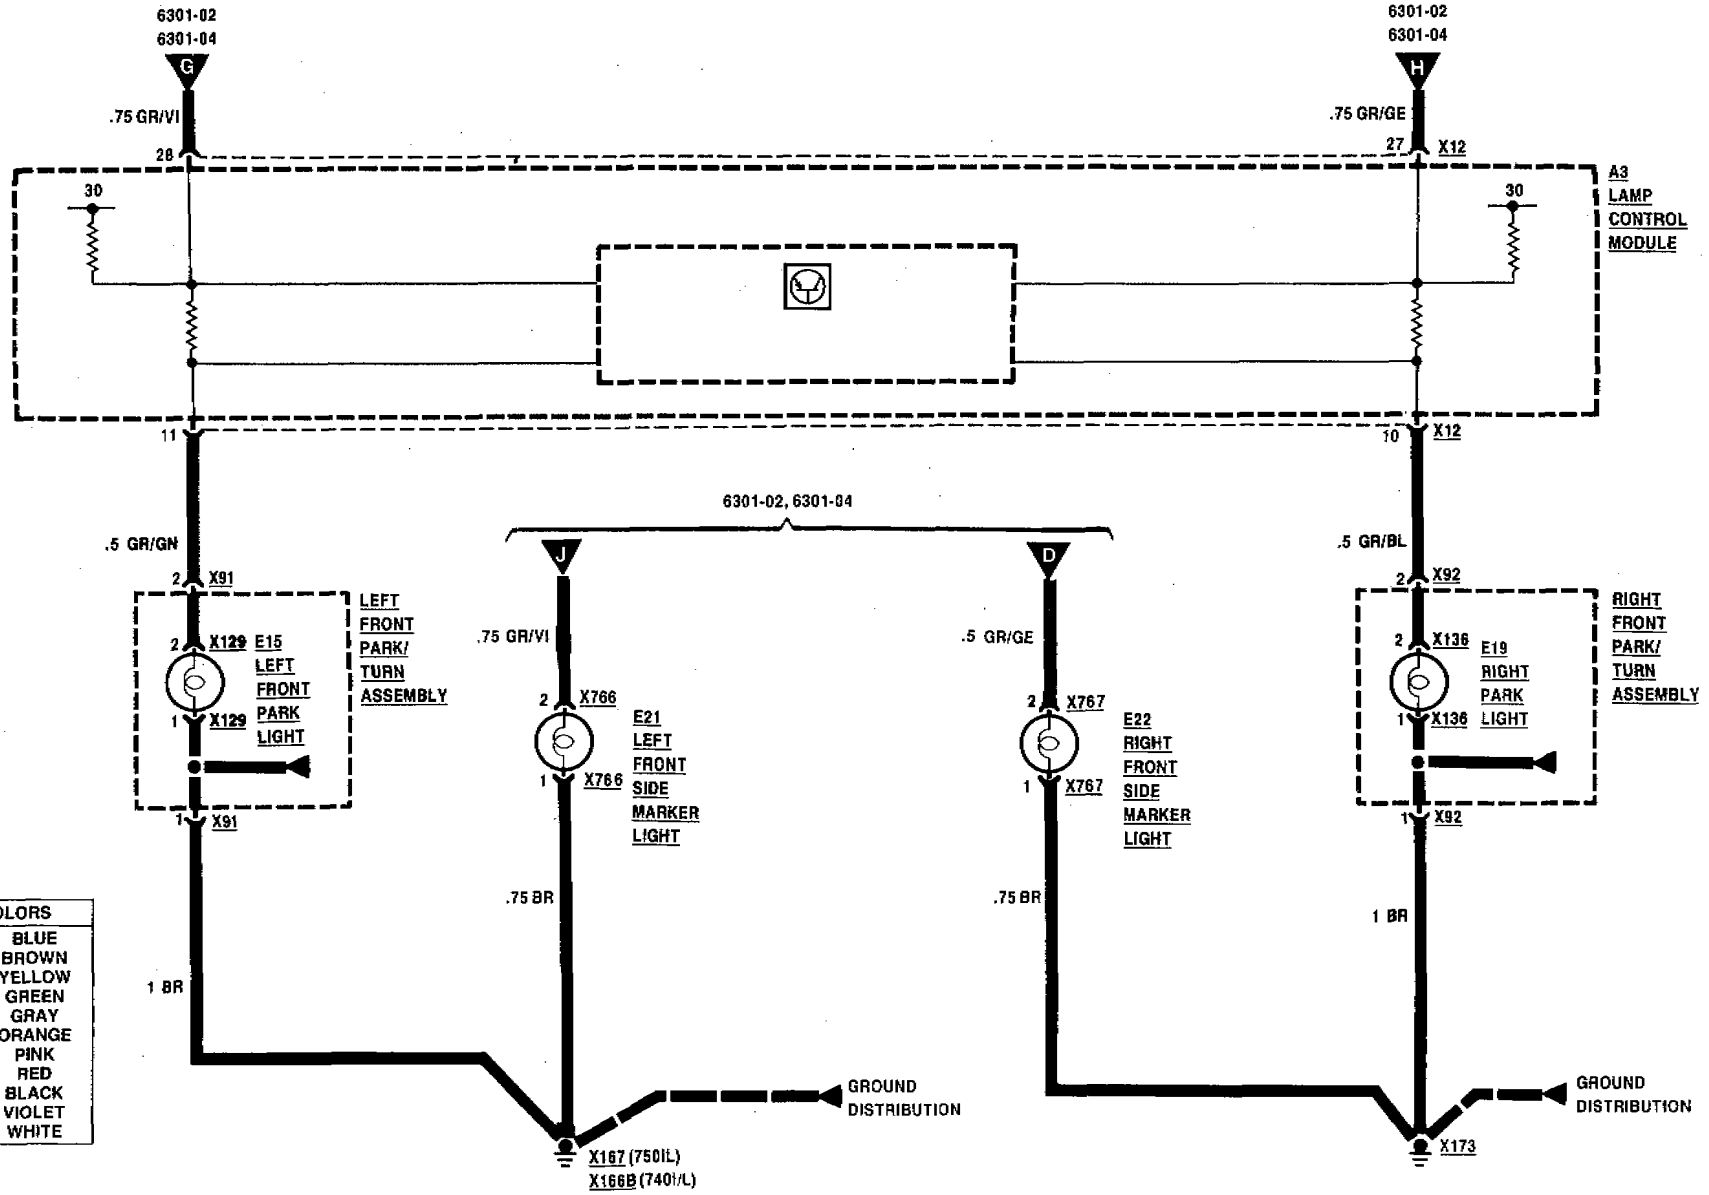 6301-02
6301-04
G
.75 GR/VI
28
6301-02
6301-04
H
.75 GR/GE
27 X12
A3
LAMP
CONTROL
MODULE
30
30
11
10 X12
6301-02, 6301-04
.5 GR/GN
2 X91
LEFT
FRONT
PARK/
TURN
ASSEMBLY
2 X129 E15
LEFT
FRONT
PARK
LIGHT
1 X129
1 X91
J
.75 GR/VI
2 X766
E21
LEFT
FRONT
SIDE
MARKER
LIGHT
1 X766
D
.5 GR/GE
2 X767
E22
RIGHT
FRONT
SIDE
MARKER
LIGHT
1 X767
.5 GR/BL
2 X92
RIGHT
FRONT
PARK/
TURN
ASSEMBLY
2 X136 E19
RIGHT
PARK
LIGHT
1 X136
1 X92
.75 BR
.75 BR
1 BR
1 BR
OLORS
BLUE
BROWN
YELLOW
GREEN
GRAY
ORANGE
PINK
RED
BLACK
VIOLET
WHITE
GROUND
DISTRIBUTION
X167 (750IL)
X166B (740I/L)
GROUND
DISTRIBUTION
X173